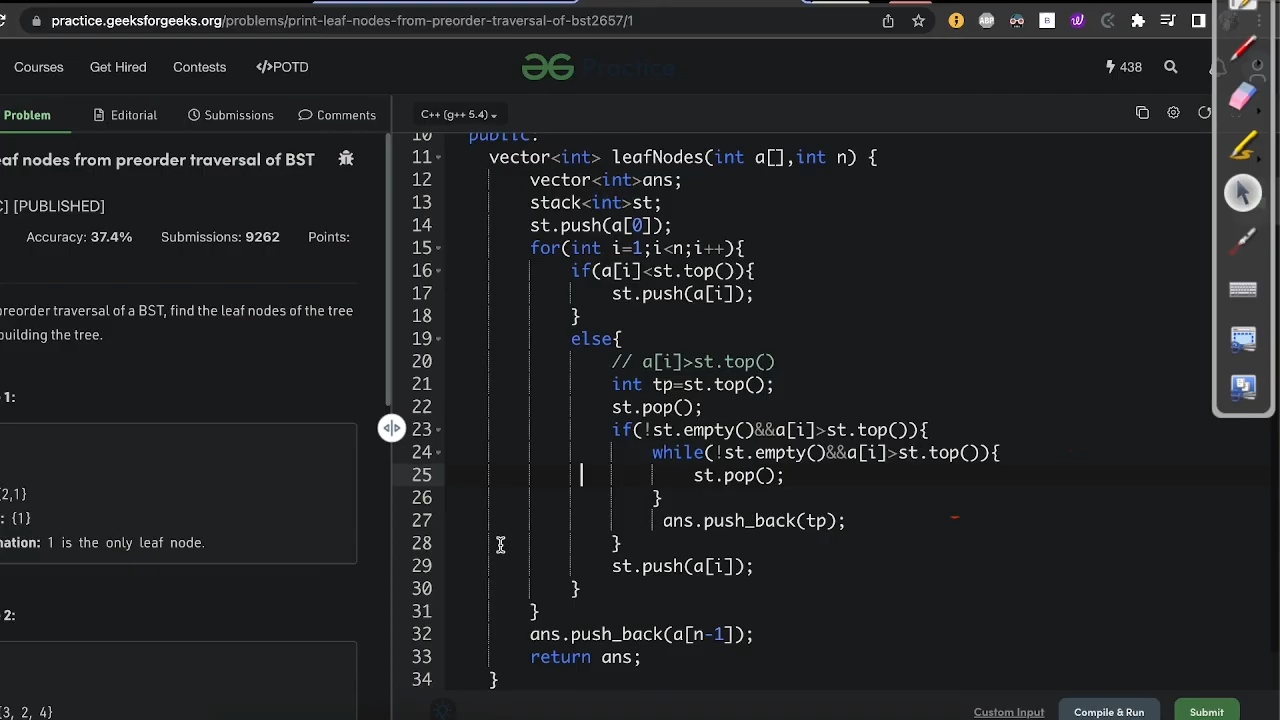 practice.geeksforgeeks.org/problems/print-leaf-nodes-from-preorder-traversal-of-bst2657/1
ABP
B
Courses
Get Hired
Contests
</>POTD
Practice
438
Problem
Editorial
Submissions
Comments
C++ (g++ 5.4)
eaf nodes from preorder traversal of BST
C] [PUBLISHED]
Accuracy: 37.4%
Submissions: 9262
Points:
preorder traversal of a BST, find the leaf nodes of the tree
building the tree.
1:
[2,1}
: {1}
nation: 1 is the only leaf node.
2:
[3, 2, 4}
10 public:
11 vector<int> leafNodes(int a[],int n) {
12 vector<int>ans;
13 stack<int>st;
14 st.push(a[0]);
15 for(int i=1;i<n;i++){
16 if(a[i]<st.top()){
17 st.push(a[i]);
18 }
19 else{
20 // a[i]>st.top()
21 int tp=st.top();
22 st.pop();
23 if(!st.empty()&&a[i]>st.top()){
24 while(!st.empty()&&a[i]>st.top()){
25 st.pop();
26 }
27 ans.push_back(tp);
28 }
29 st.push(a[i]);
30 }
31 }
32 ans.push_back(a[n-1]);
33 return ans;
34 }
Custom Input
Compile & Run
Submit